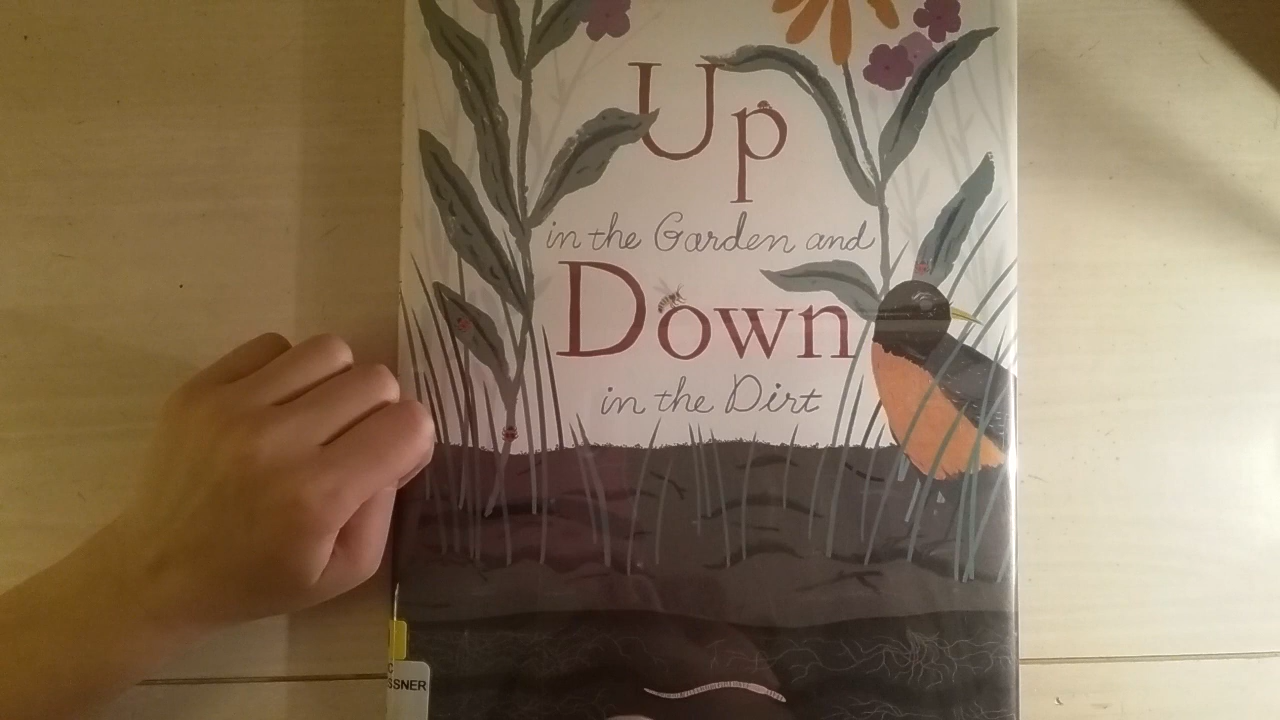 Up
in the Garden and
Down
in the Dirt
C
SSNER